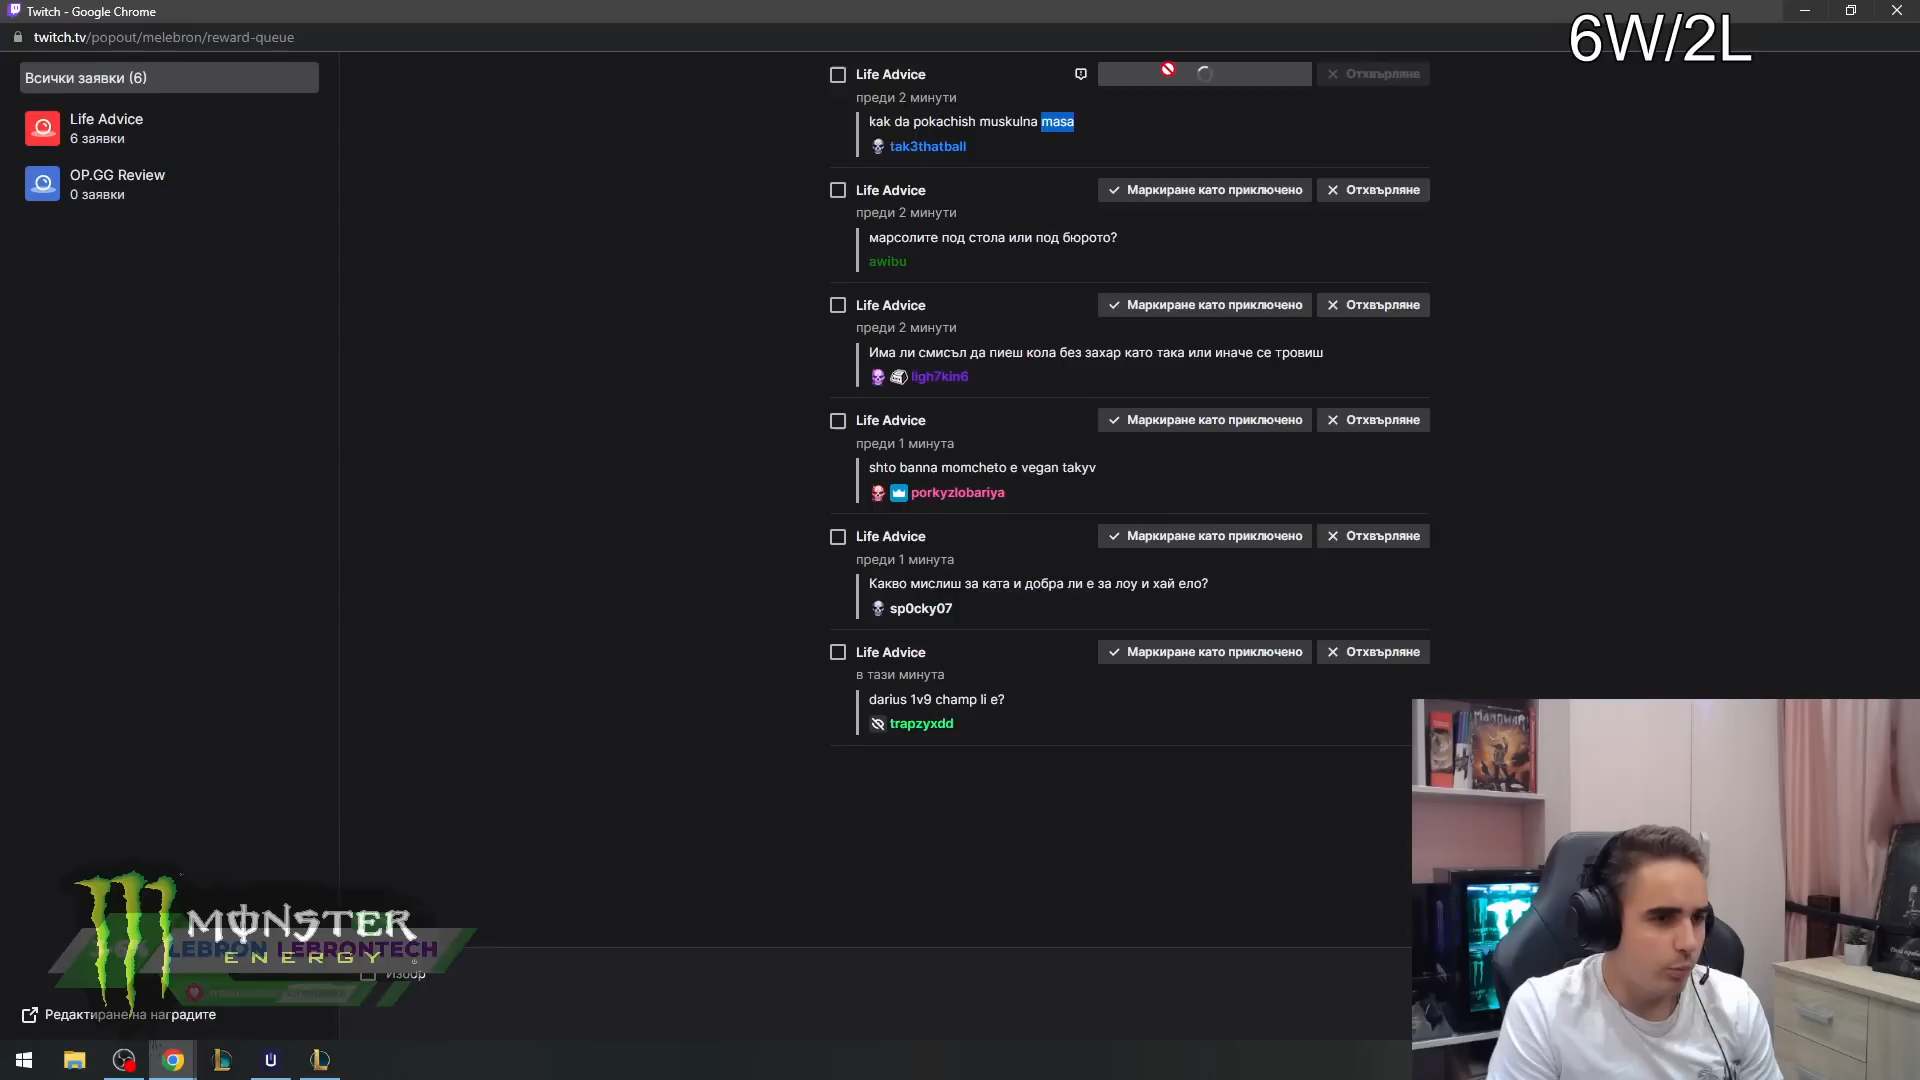 Twitch - Google Chrome
twitch.tv/popout/melebron/reward-queue
6W/2L
Всички заявки (6)
Life Advice
6 заявки
OP.GG Review
0 заявки
Life Advice
Отхвърляне
преди 2 минути
kak da pokachish muskulna masa
tak3thatball
Life Advice
Маркиране като приключено
Отхвърляне
преди 2 минути
марсолите под стола или под бюрото?
awibu
Life Advice
Маркиране като приключено
Отхвърляне
преди 2 минути
Има ли смисъл да пиеш кола без захар като така или иначе се тровиш
ligh7kin6
Life Advice
Маркиране като приключено
Отхвърляне
преди 1 минута
shto banna momcheto e vegan takyv
porkyzlobariya
Life Advice
Маркиране като приключено
Отхвърляне
преди 1 минута
Какво мислиш за ката и добра ли е за лоу и хай ело?
sp0cky07
Life Advice
Маркиране като приключено
Отхвърляне
в тази минута
darius 1v9 champ li e?
trapzyxdd
MANOWAR
MONSTER
LEBRON LEBRONTECH
ENERGY
Избор
Редактиране на наградите